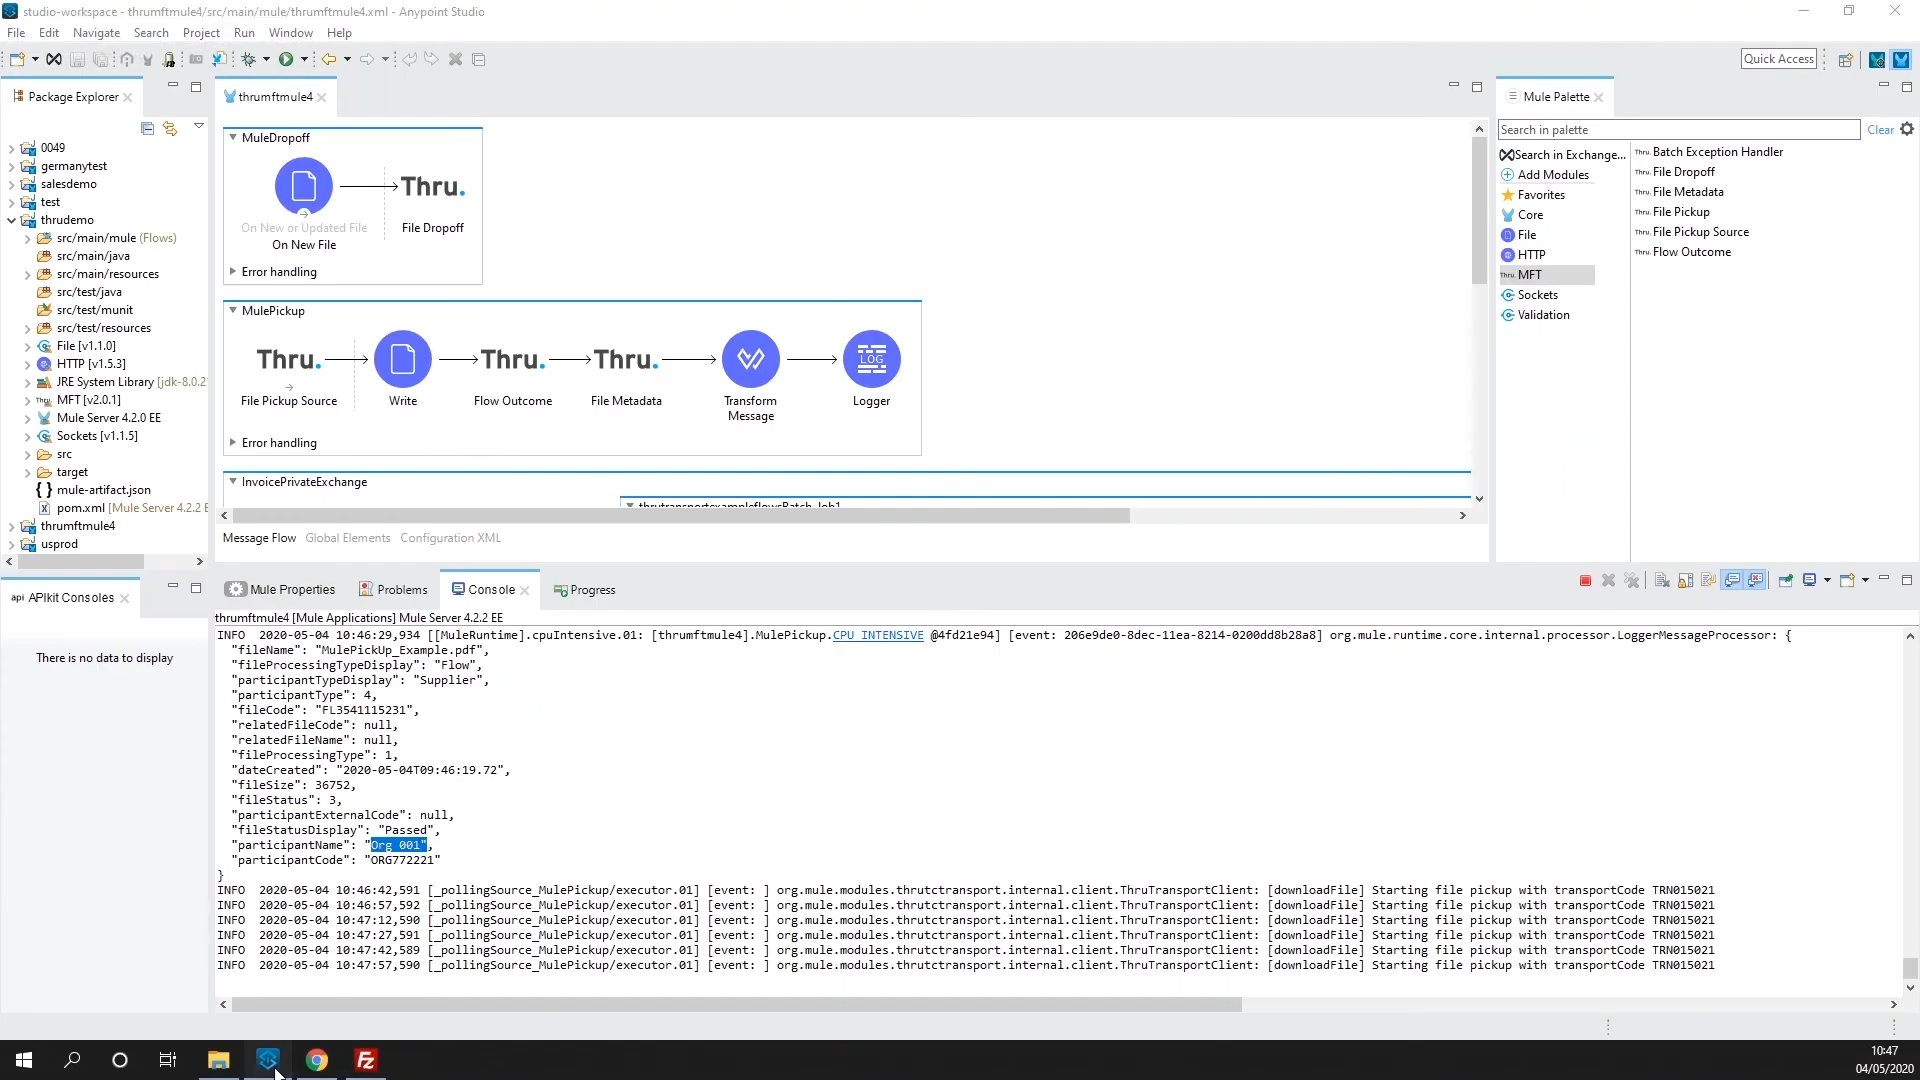 studio-workspace - thrumftmule4/src/main/mule/thrumftmule4.xml - Anypoint Studio
File Edit Navigate Search Project Run Window Help
Quick Access
Package Explorer
thrumftmule4
Mule Palette
Search in palette
Clear
0049
germanytest
salesdemo
test
thrudemo
src/main/mule (Flows)
src/main/java
src/main/resources
src/test/java
src/test/munit
src/test/resources
File [v1.1.0]
HTTP [v1.5.3]
JRE System Library [jdk-8.0.2
MFT [v2.0.1]
Mule Server 4.2.0 EE
Sockets [v1.1.5]
src
target
mule-artifact.json
pom.xml [Mule Server 4.2.2 E
thrumftmule4
usprod
MuleDropoff
Thru.
On New or Updated File
On New File
File Dropoff
Error handling
MulePickup
Thru. Thru. Thru. LOG
File Pickup Source
Write
Flow Outcome
File Metadata
Transform
Message
Logger
Error handling
InvoicePrivateExchange
thrutransportexampleflowsBatch_Job1
Message Flow Global Elements Configuration XML
Search in Exchange...
Add Modules
Favorites
Core
File
HTTP
Thru. MFT
Sockets
Validation
Thru. Batch Exception Handler
Thru. File Dropoff
Thru. File Metadata
Thru. File Pickup
Thru. File Pickup Source
Thru. Flow Outcome
api APIkit Consoles
There is no data to display
Mule Properties Problems Console Progress
thrumftmule4 [Mule Applications] Mule Server 4.2.2 EE
INFO 2020-05-04 10:46:29,934 [[MuleRuntime].cpuIntensive.01: [thrumftmule4].MulePickup.CPU_INTENSIVE @4fd21e94] [event: 206e9de0-8dec-11ea-8214-0200dd8b28a8] org.mule.runtime.core.internal.processor.LoggerMessageProcessor: {
"fileName": "MulePickUp_Example.pdf",
"fileProcessingTypeDisplay": "Flow",
"participantTypeDisplay": "Supplier",
"participantType": 4,
"fileCode": "FL3541115231",
"relatedFileCode": null,
"relatedFileName": null,
"fileProcessingType": 1,
"dateCreated": "2020-05-04T09:46:19.72",
"fileSize": 36752,
"fileStatus": 3,
"participantExternalCode": null,
"fileStatusDisplay": "Passed",
"participantName": "Org 001",
"participantCode": "ORG772221"
}
INFO 2020-05-04 10:46:42,591 [_pollingSource_MulePickup/executor.01] [event: ] org.mule.modules.thrutctransport.internal.client.ThruTransportClient: [downloadFile] Starting file pickup with transportCode TRN015021
INFO 2020-05-04 10:46:57,592 [_pollingSource_MulePickup/executor.01] [event: ] org.mule.modules.thrutctransport.internal.client.ThruTransportClient: [downloadFile] Starting file pickup with transportCode TRN015021
INFO 2020-05-04 10:47:12,590 [_pollingSource_MulePickup/executor.01] [event: ] org.mule.modules.thrutctransport.internal.client.ThruTransportClient: [downloadFile] Starting file pickup with transportCode TRN015021
INFO 2020-05-04 10:47:27,591 [_pollingSource_MulePickup/executor.01] [event: ] org.mule.modules.thrutctransport.internal.client.ThruTransportClient: [downloadFile] Starting file pickup with transportCode TRN015021
INFO 2020-05-04 10:47:42,589 [_pollingSource_MulePickup/executor.01] [event: ] org.mule.modules.thrutctransport.internal.client.ThruTransportClient: [downloadFile] Starting file pickup with transportCode TRN015021
INFO 2020-05-04 10:47:57,590 [_pollingSource_MulePickup/executor.01] [event: ] org.mule.modules.thrutctransport.internal.client.ThruTransportClient: [downloadFile] Starting file pickup with transportCode TRN015021
Fz
10:47
04/05/2020